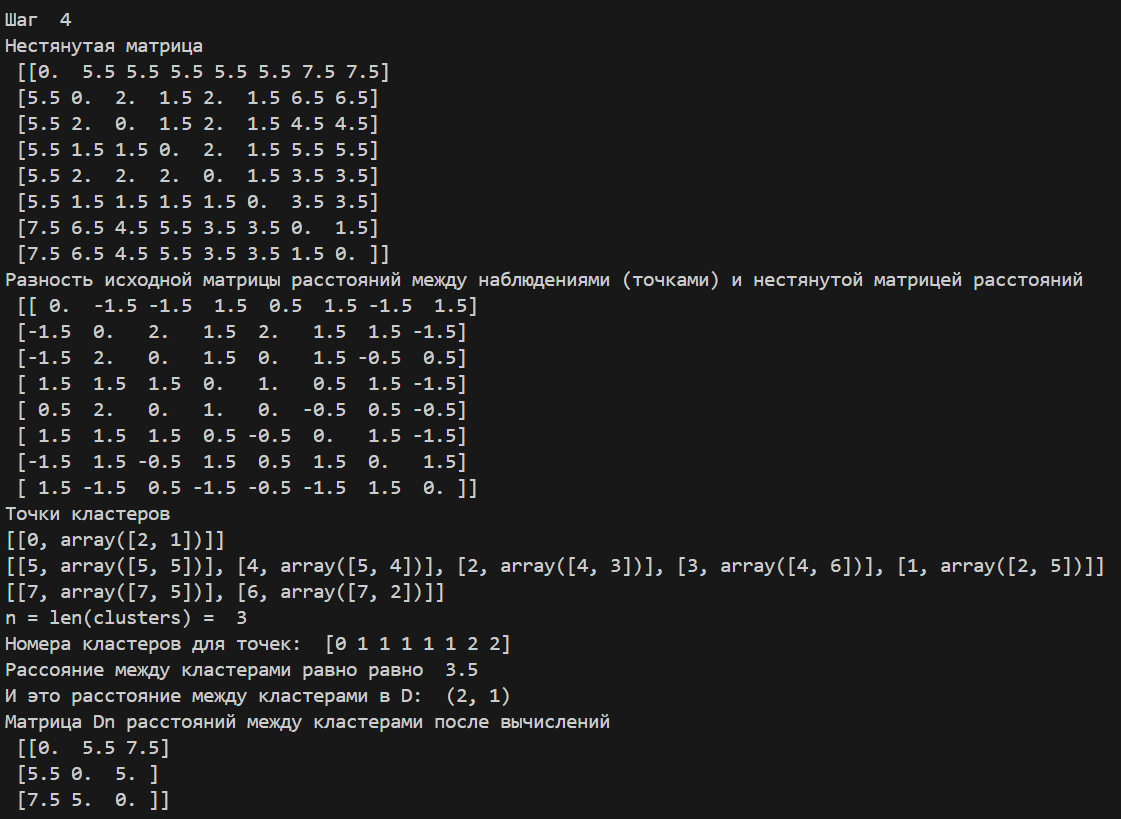 Шаг  4
Нестянутая матрица
 [[0.  5.5 5.5 5.5 5.5 5.5 7.5 7.5]
 [5.5 0.  2.  1.5 2.  1.5 6.5 6.5]
 [5.5 2.  0.  1.5 2.  1.5 4.5 4.5]
 [5.5 1.5 1.5 0.  2.  1.5 5.5 5.5]
 [5.5 2.  2.  2.  0.  1.5 3.5 3.5]
 [5.5 1.5 1.5 1.5 1.5 0.  3.5 3.5]
 [7.5 6.5 4.5 5.5 3.5 3.5 0.  1.5]
 [7.5 6.5 4.5 5.5 3.5 3.5 1.5 0. ]]
Разность исходной матрицы расстояний между наблюдениями (точками) и нестянутой матрицей расстояний
 [[ 0.  -1.5 -1.5  1.5  0.5  1.5 -1.5  1.5]
 [-1.5  0.   2.   1.5  2.   1.5  1.5 -1.5]
 [-1.5  2.   0.   1.5  0.   1.5 -0.5  0.5]
 [ 1.5  1.5  1.5  0.   1.   0.5  1.5 -1.5]
 [ 0.5  2.   0.   1.   0.  -0.5  0.5 -0.5]
 [ 1.5  1.5  1.5  0.5 -0.5  0.   1.5 -1.5]
 [-1.5  1.5 -0.5  1.5  0.5  1.5  0.   1.5]
 [ 1.5 -1.5  0.5 -1.5 -0.5 -1.5  1.5  0. ]]
Точки кластеров
[[0, array([2, 1])]]
[[5, array([5, 5])], [4, array([5, 4])], [2, array([4, 3])], [3, array([4, 6])], [1, array([2, 5])]]
[[7, array([7, 5])], [6, array([7, 2])]]
n = len(clusters) =  3
Номера кластеров для точек:  [0 1 1 1 1 1 2 2]
Рассояние между кластерами равно равно  3.5
И это расстояние между кластерами в D:  (2, 1)
Матрица Dn расстояний между кластерами после вычислений
 [[0.  5.5 7.5]
 [5.5 0.  5. ]
 [7.5 5.  0. ]]